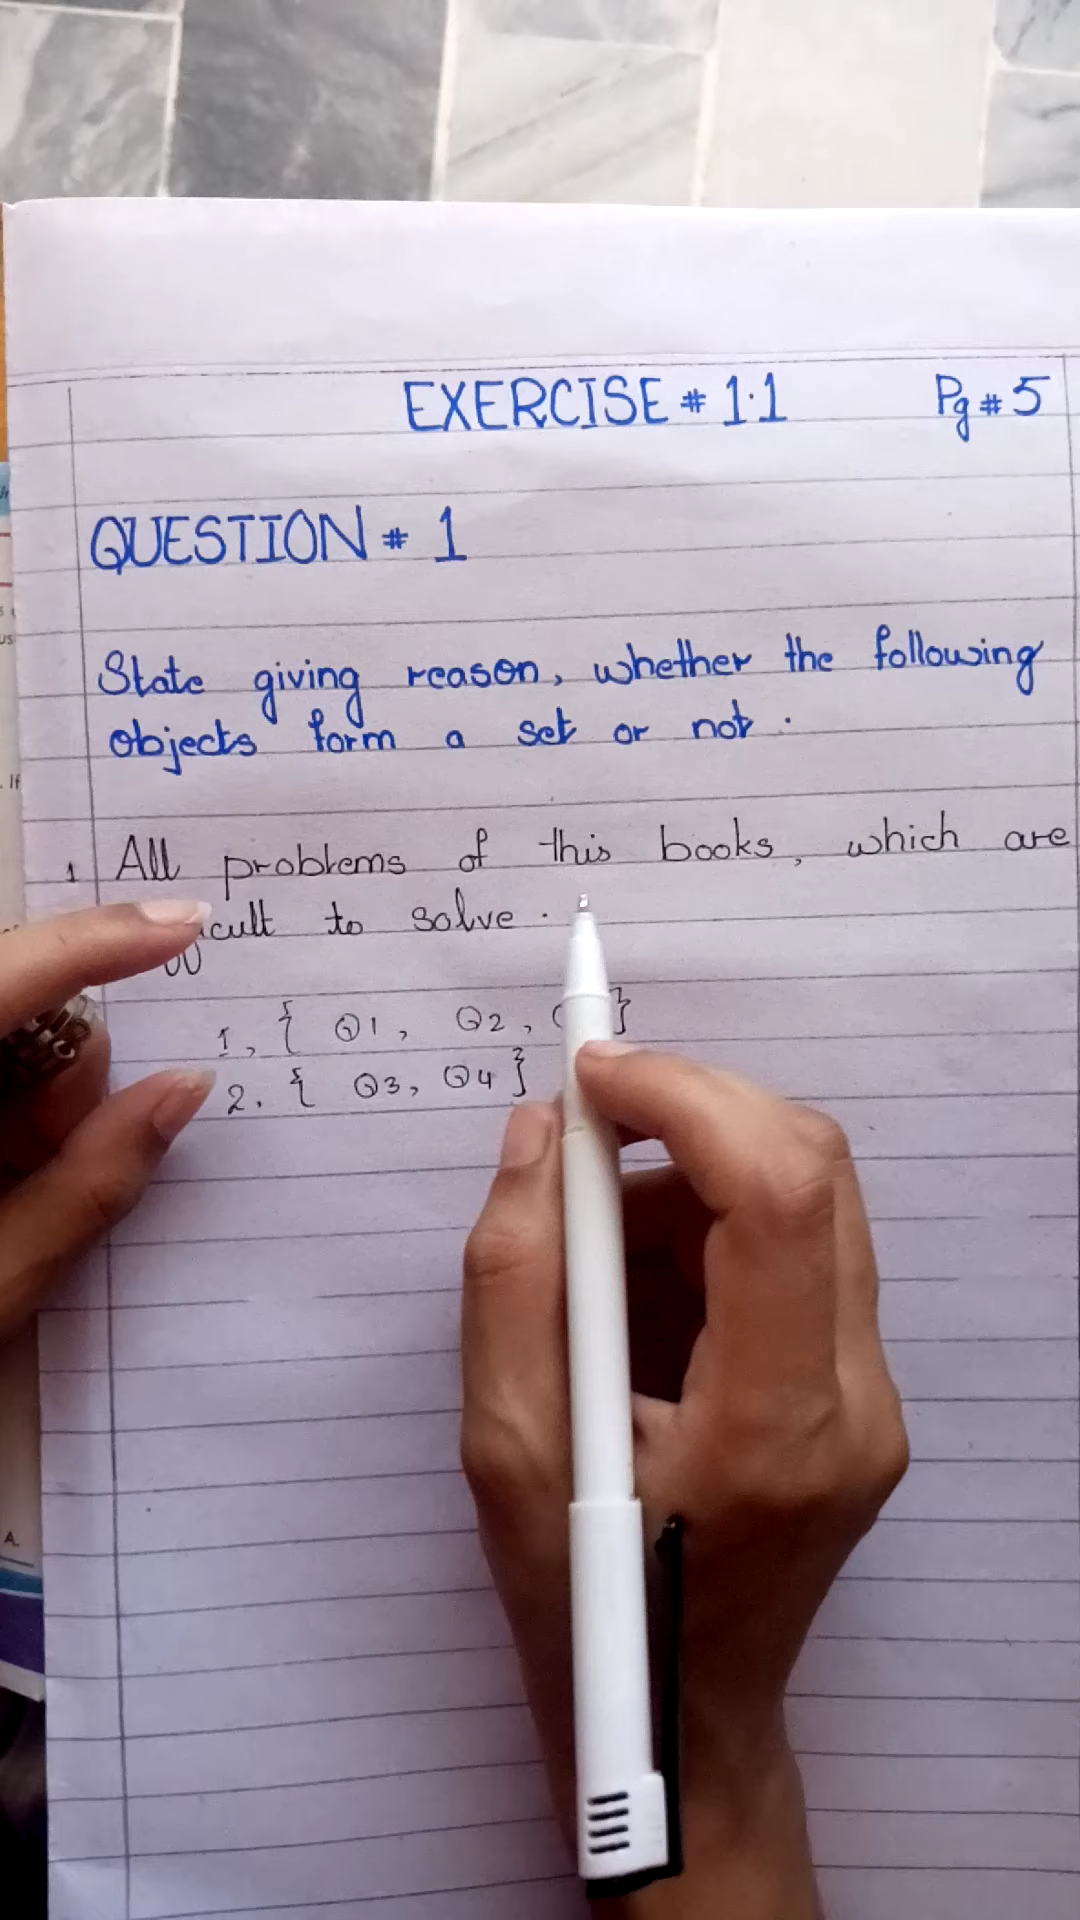 EXERCISE # 1.1 Pg # 5
QUESTION # 1
State giving reason, whether the following
objects form a set or not.
1 All problems of this books, which are
cult to solve.
1, { Q1, Q2, }
2. { Q3, Q4 }